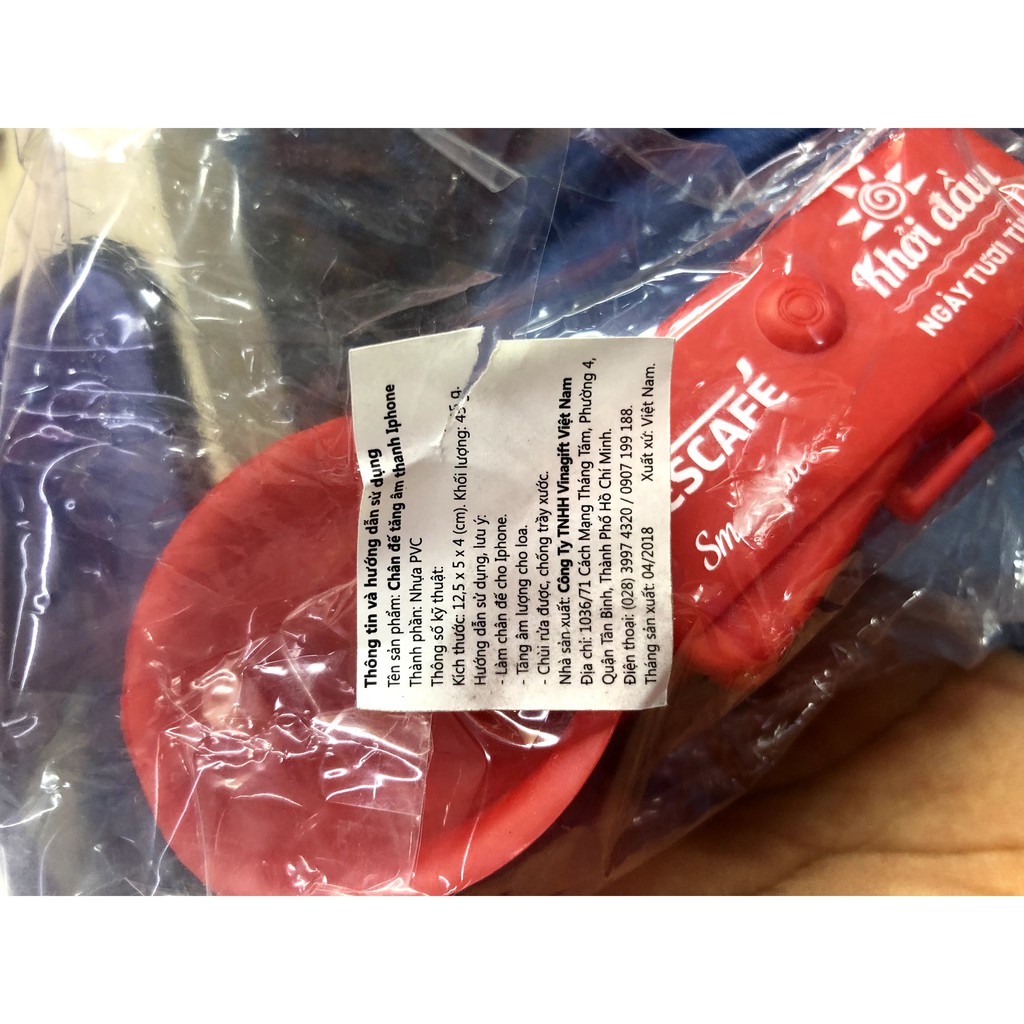 Thông tin và hướng dẫn sử dụng
Tên sản phẩm: Chân đế tăng âm thanh Iphone
Thành phần: Nhựa PVC
Thông số kỹ thuật:
Kích thước: 12,5 x 5 x 4 (cm). Khối lượng: 45 g.
Hướng dẫn sử dụng, lưu ý:
- Làm chân đế cho Iphone.
- Tăng âm lượng cho loa.
- Chùi rửa được, chống trầy xước.
Nhà sản xuất: Công Ty TNHH Vinagift Việt Nam
Địa chỉ: 1036/71 Cách Mạng Tháng Tám, Phường 4,
Quận Tân Bình, Thành Phố Hồ Chí Minh.
Điện thoại: (028) 3997 4320 / 0907 199 188.
Tháng sản xuất: 04/2018 Xuất xứ: Việt Nam.
ESCAFÉ
Khởi đầu
NGÀY TƯƠI